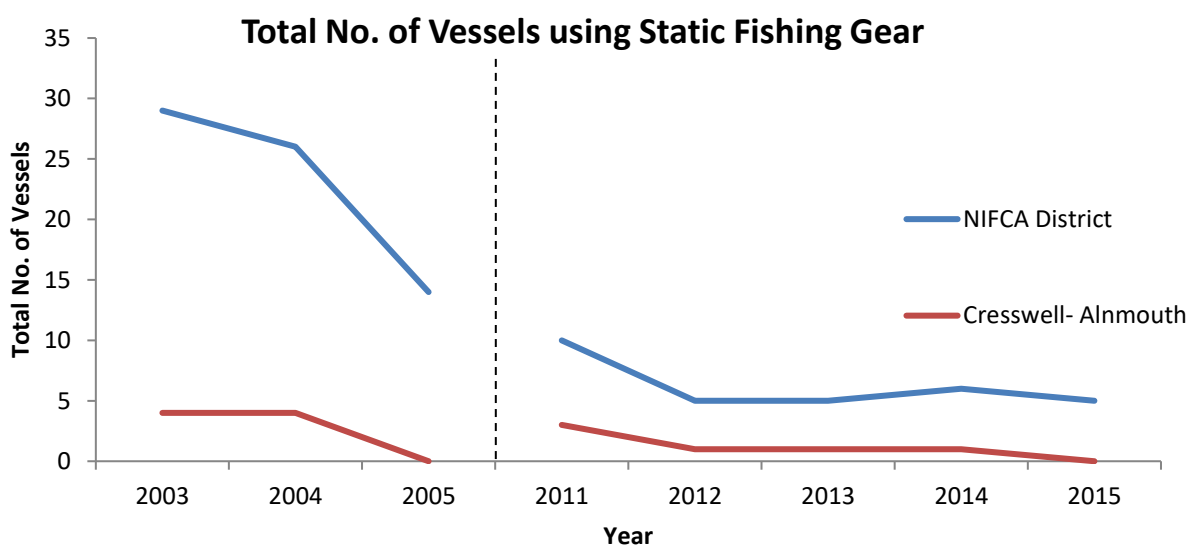 Total No. of Vessels using Static Fishing Gear
Total No. of Vessels
35
30
25
20
15
10
5
0
NIFCA District
Cresswell- Alnmouth
2003 2004 2005 2011 2012 2013 2014 2015
Year